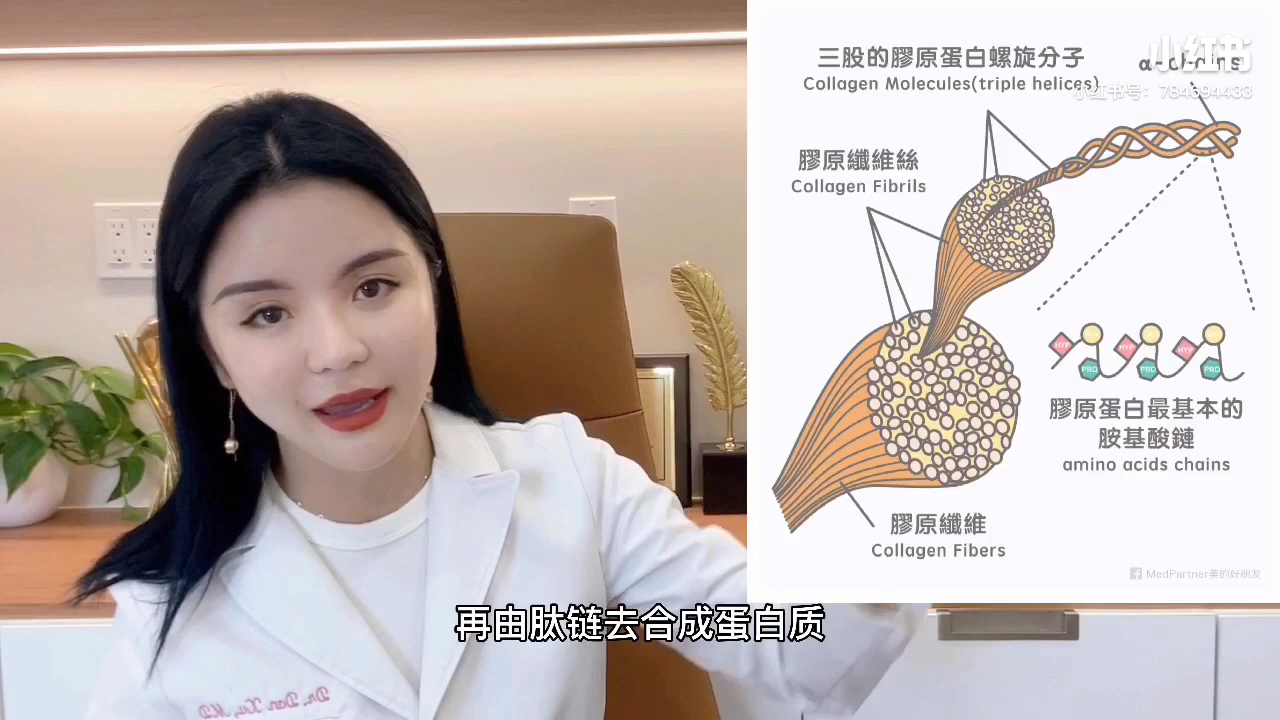 三股的膠原蛋白螺旋分子
Collagen Molecules(triple helices)
小红书
小红书号：784694433
膠原纖維絲
Collagen Fibrils
HYP HYP HYP
PRO PRO PRO
膠原蛋白最基本的
胺基酸鏈
amino acids chains
膠原纖維
Collagen Fibers
MedPartner美的好朋友
再由肽链去合成蛋白质
Dr. Dan Xu, M.D